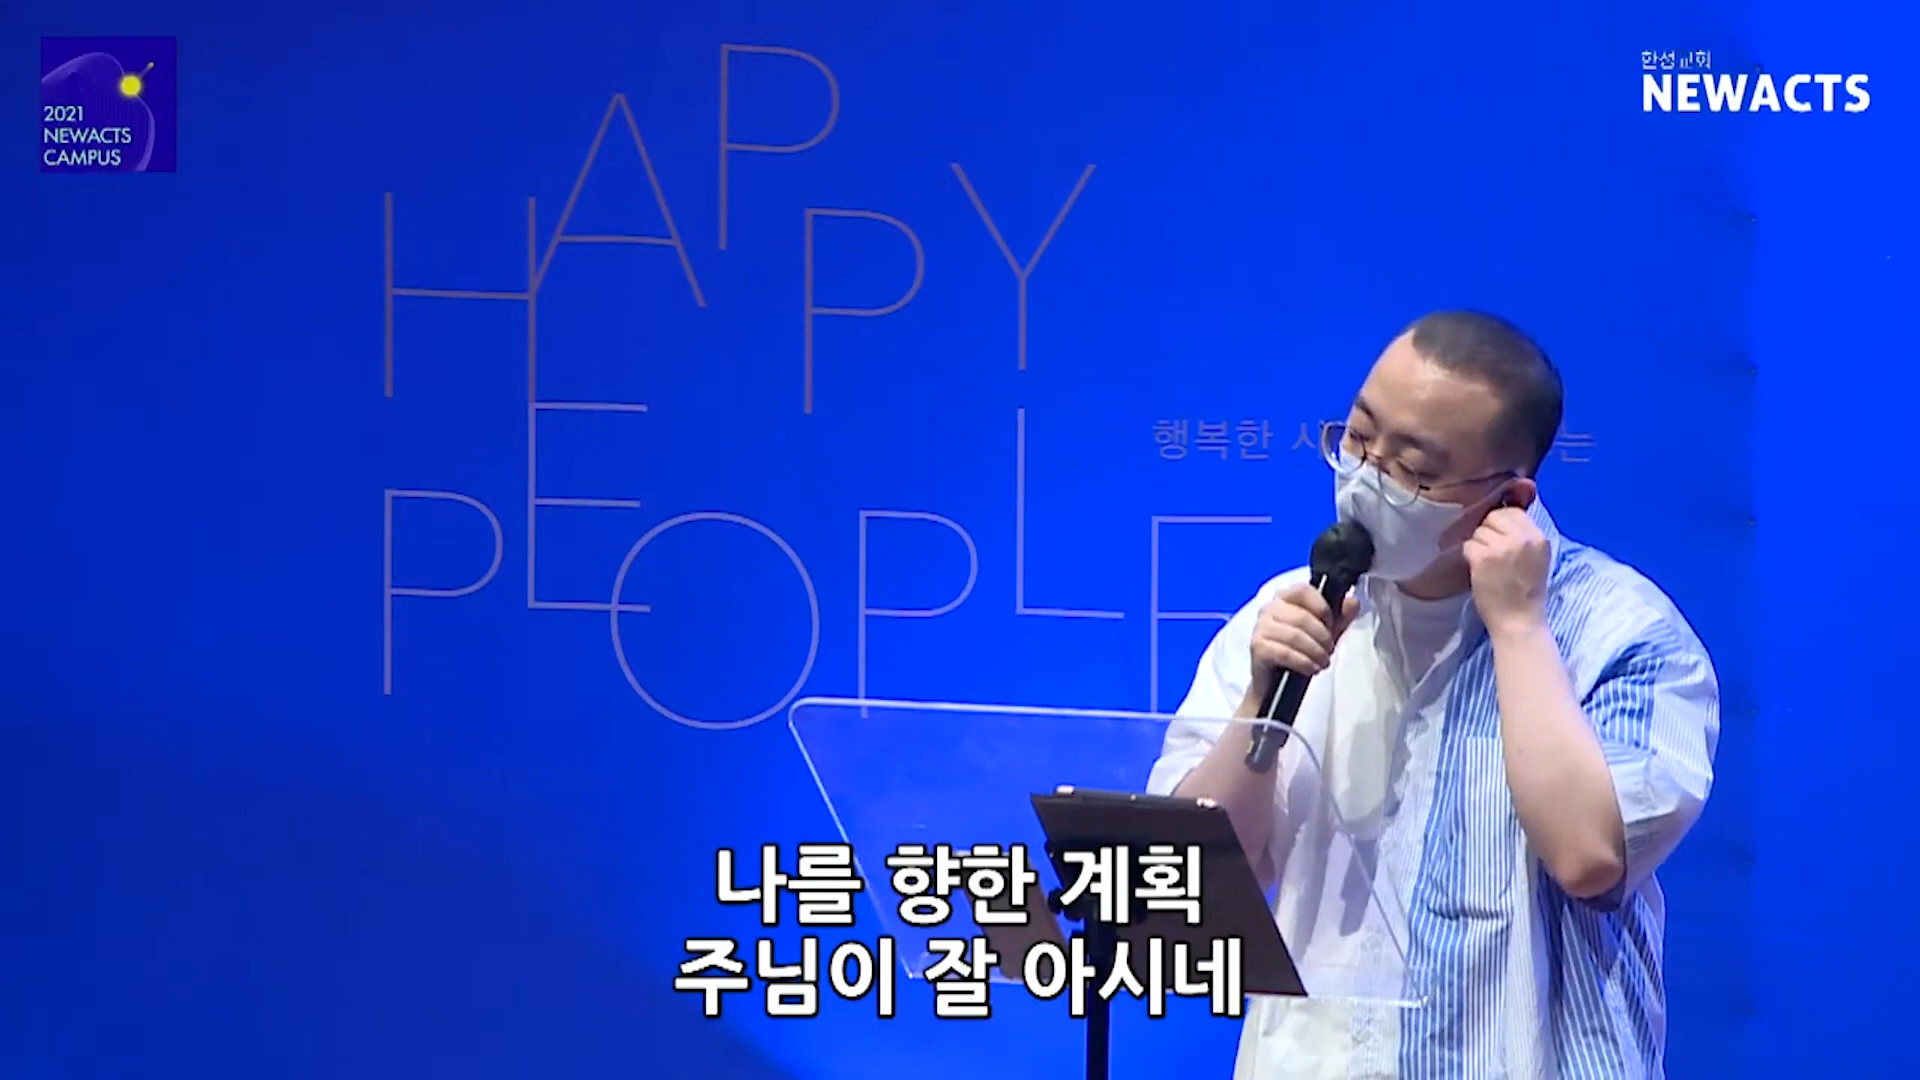 2021
NEWACTS
CAMPUS
한성교회
NEWACTS
HAPPY
PEOPLE
행복한
는
나를 향한 계획
주님이 잘 아시네